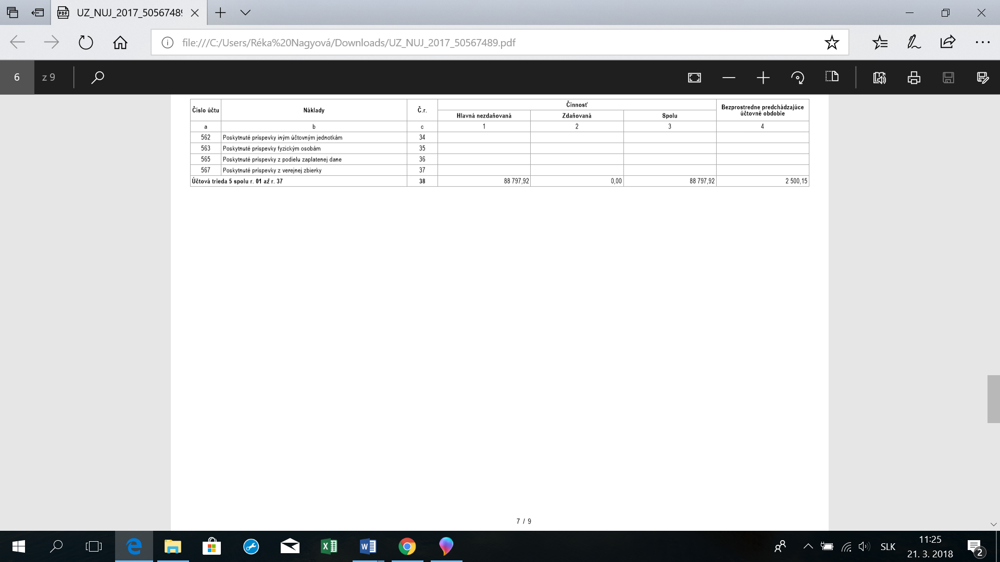 UZ_NUJ_2017_5056748
file:///C:/Users/Réka%20Nagyová/Downloads/UZ_NUJ_2017_50567489.pdf
6 z 9
Číslo účtu Náklady Č.r. Činnosť Bezprostredne predchádzajúce účtovné obdobie
Hlavná nezdaňovaná Zdaňovaná Spolu
a b c 1 2 3 4
562 Poskytnuté príspevky iným účtovným jednotkám 34
563 Poskytnuté príspevky fyzickým osobám 35
565 Poskytnuté príspevky z podielu zaplatenej dane 36
567 Poskytnuté príspevky z verejnej zbierky 37
Účtová trieda 5 spolu r. 01 až r. 37 38 88 797,92 0,00 88 797,92 2 500,15
7 / 9
SLK
11:25
21. 3. 2018
2